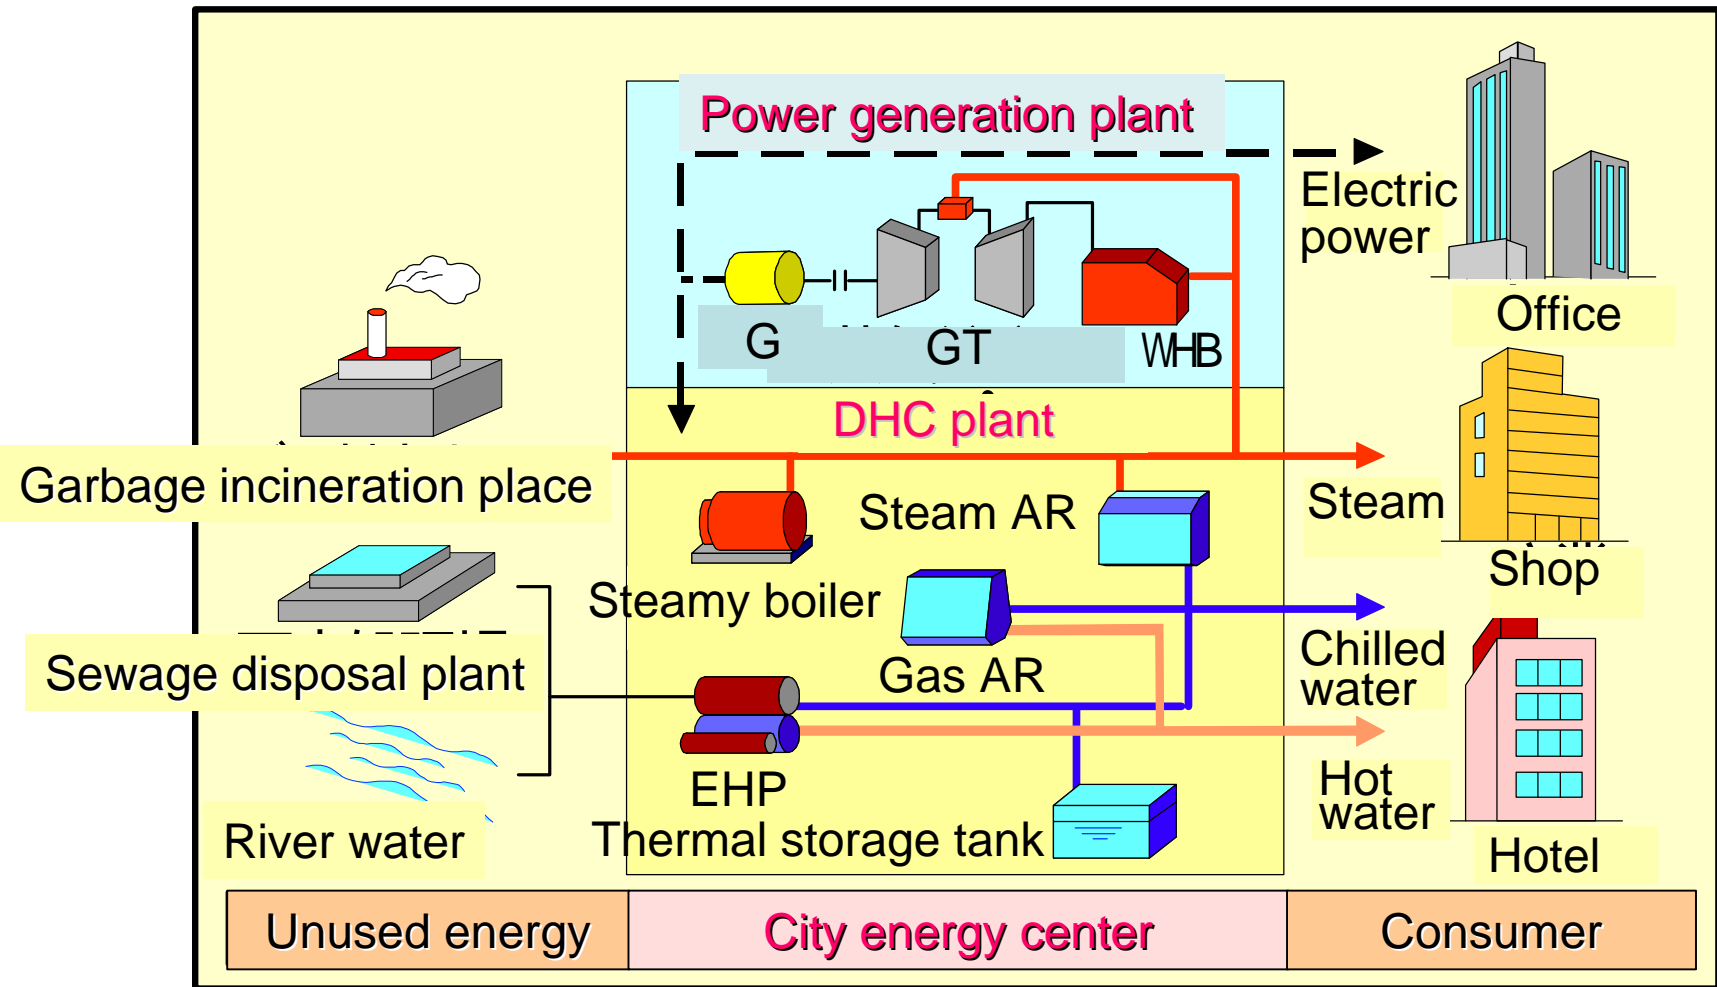 Power generation plant
Electric
power
Office
G
GT
WHB
DHC plant
Garbage incineration place
Steam AR
Steam
Shop
Steamy boiler
Sewage disposal plant
Gas AR
Chilled
water
EHP
Hot
water
River water
Thermal storage tank
Hotel
Unused energy
City energy center
Consumer